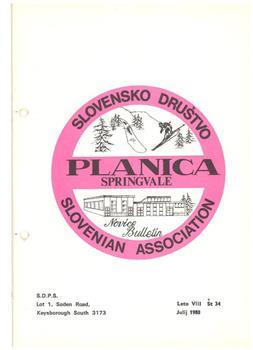 SLOVENSKO DRUŠTVO
PLANICA
SPRINGVALE
Novice
Bulletin
SLOVENIAN ASSOCIATION
S.D.P.S.
Lot 1, Soden Road,
Keysborough South 3173
Leto VIII Št 34
Julij 1980